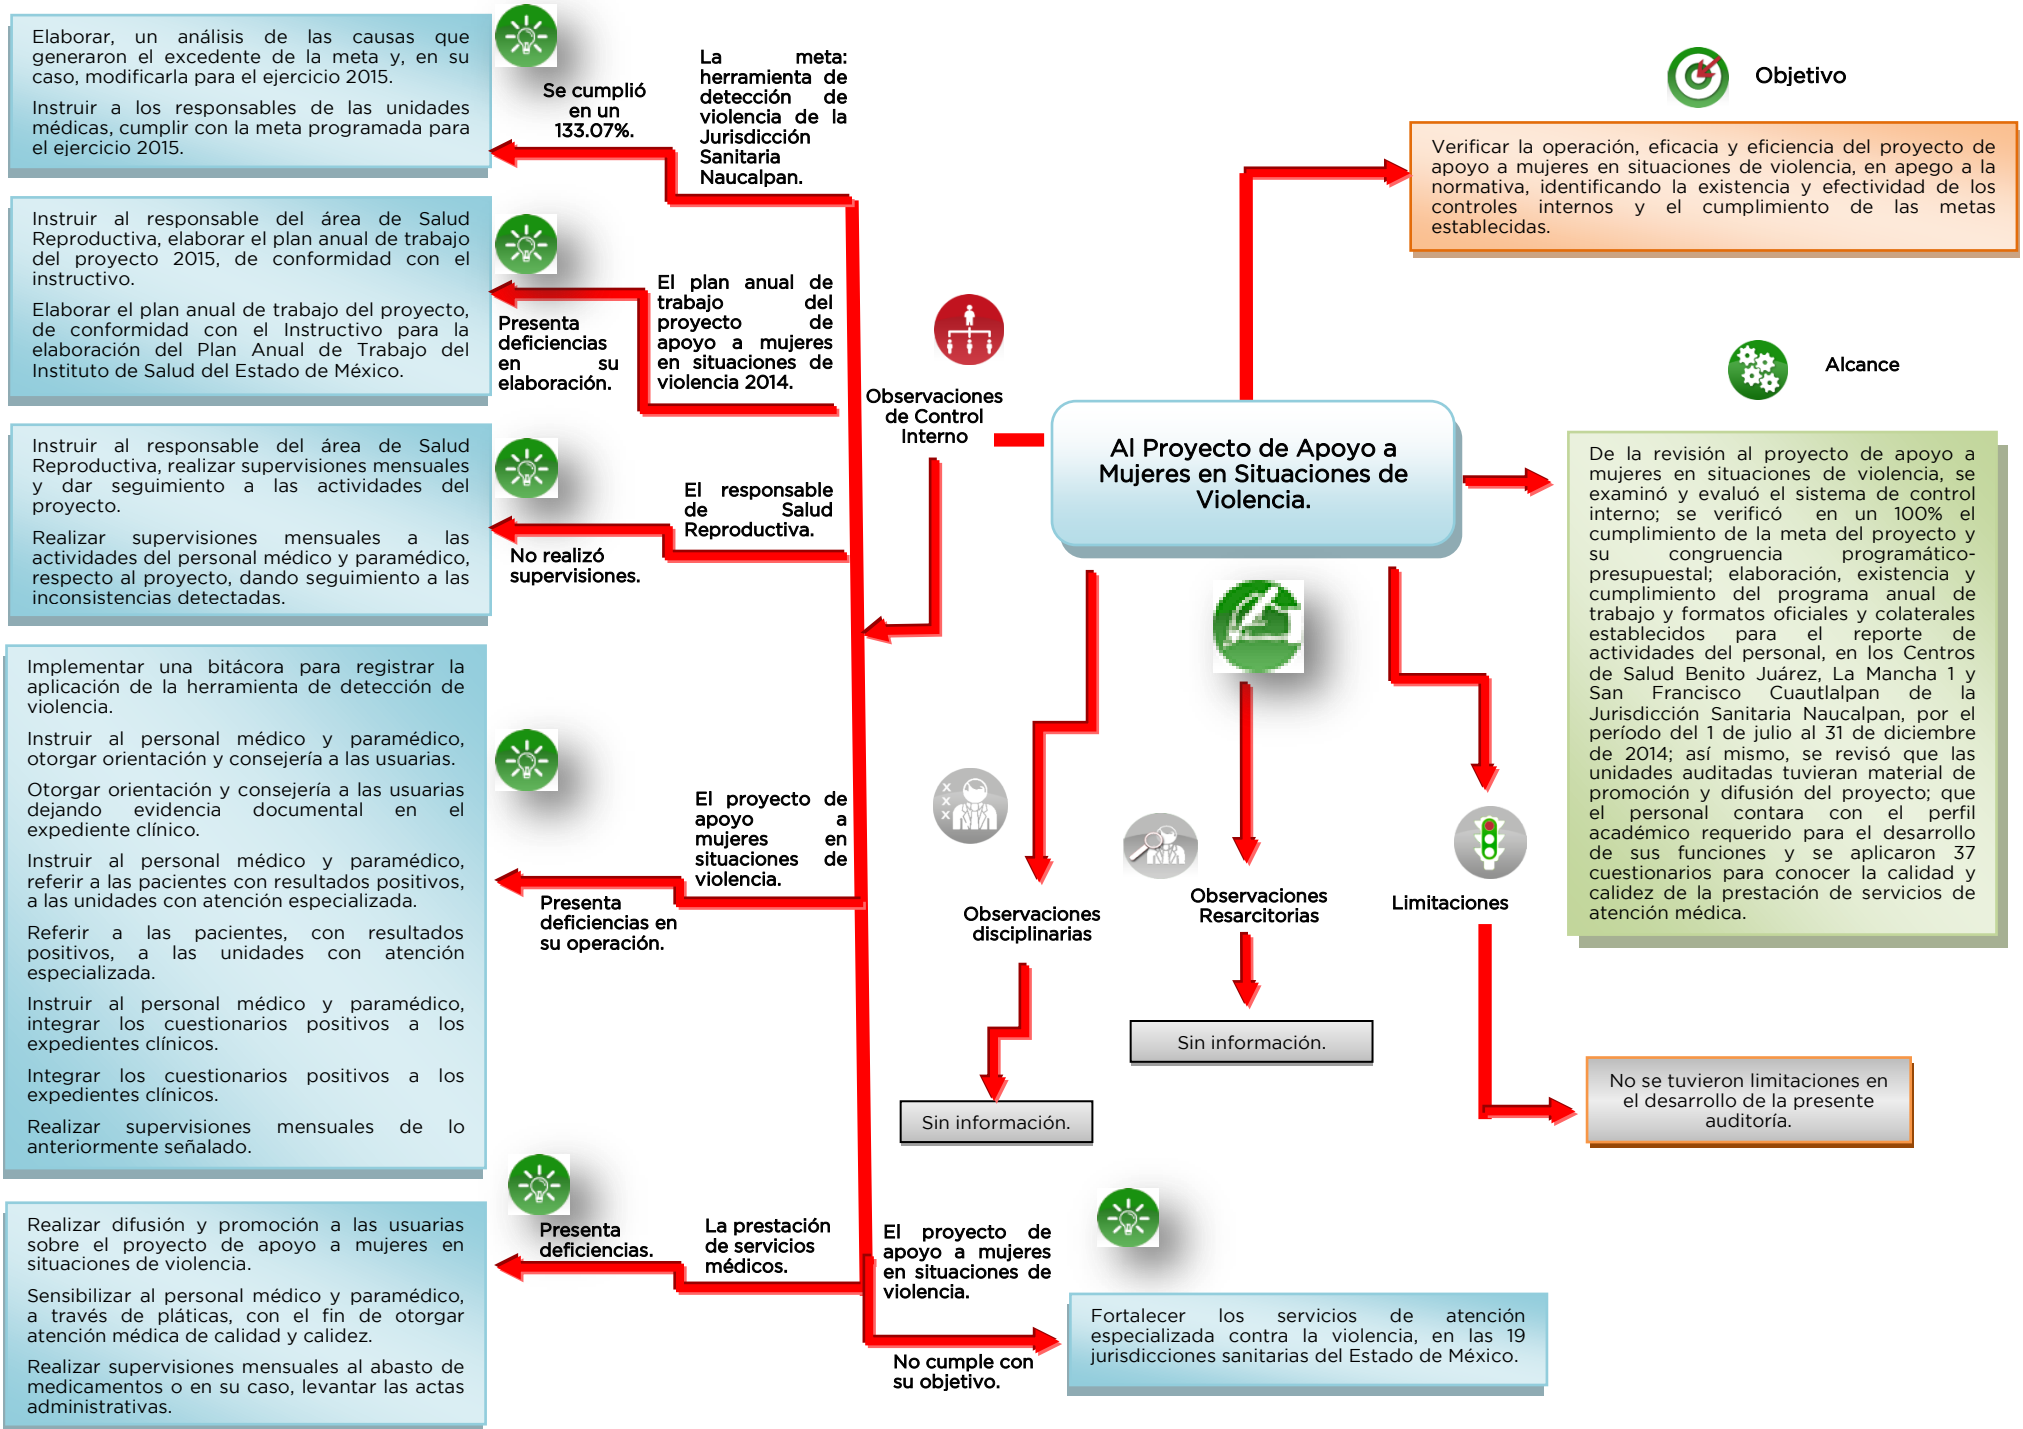 Elaborar, un análisis de las causas que
generaron el excedente de la meta y, en su
caso, modificarla para el ejercicio 2015.
Instruir a los responsables de las unidades
médicas, cumplir con la meta programada para
el ejercicio 2015.
Se cumplió
en un
133.07%.
La meta:
herramienta de
detección de
violencia de la
Jurisdicción
Sanitaria
Naucalpan.
Instruir al responsable del área de Salud
Reproductiva, elaborar el plan anual de trabajo
del proyecto 2015, de conformidad con el
instructivo.
Elaborar el plan anual de trabajo del proyecto,
de conformidad con el Instructivo para la
elaboración del Plan Anual de Trabajo del
Instituto de Salud del Estado de México.
Presenta
deficiencias
en su
elaboración.
El plan anual de
trabajo del
proyecto de
apoyo a mujeres
en situaciones de
violencia 2014.
Instruir al responsable del área de Salud
Reproductiva, realizar supervisiones mensuales
y dar seguimiento a las actividades del
proyecto.
Realizar supervisiones mensuales a las
actividades del personal médico y paramédico,
respecto al proyecto, dando seguimiento a las
inconsistencias detectadas.
No realizó
supervisiones.
El responsable
de Salud
Reproductiva.
Implementar una bitácora para registrar la
aplicación de la herramienta de detección de
violencia.
Instruir al personal médico y paramédico,
otorgar orientación y consejería a las usuarias.
Otorgar orientación y consejería a las usuarias
dejando evidencia documental en el
expediente clínico.
Instruir al personal médico y paramédico,
referir a las pacientes con resultados positivos,
a las unidades con atención especializada.
Referir a las pacientes, con resultados
positivos, a las unidades con atención
especializada.
Instruir al personal médico y paramédico,
integrar los cuestionarios positivos a los
expedientes clínicos.
Integrar los cuestionarios positivos a los
expedientes clínicos.
Realizar supervisiones mensuales de lo
anteriormente señalado.
Presenta
deficiencias en
su operación.
El proyecto de
apoyo a
mujeres en
situaciones de
violencia.
Realizar difusión y promoción a las usuarias
sobre el proyecto de apoyo a mujeres en
situaciones de violencia.
Sensibilizar al personal médico y paramédico,
a través de pláticas, con el fin de otorgar
atención médica de calidad y calidez.
Realizar supervisiones mensuales al abasto de
medicamentos o en su caso, levantar las actas
administrativas.
Presenta
deficiencias.
La prestación
de servicios
médicos.
El proyecto de
apoyo a mujeres
en situaciones de
violencia.
No cumple con
su objetivo.
Fortalecer los servicios de atención
especializada contra la violencia, en las 19
jurisdicciones sanitarias del Estado de México.
Observaciones
de Control
Interno
Al Proyecto de Apoyo a
Mujeres en Situaciones de
Violencia.
Objetivo
Verificar la operación, eficacia y eficiencia del proyecto de
apoyo a mujeres en situaciones de violencia, en apego a la
normativa, identificando la existencia y efectividad de los
controles internos y el cumplimiento de las metas
establecidas.
Alcance
De la revisión al proyecto de apoyo a
mujeres en situaciones de violencia, se
examinó y evaluó el sistema de control
interno; se verificó en un 100% el
cumplimiento de la meta del proyecto y
su congruencia programático-
presupuestal; elaboración, existencia y
cumplimiento del programa anual de
trabajo y formatos oficiales y colaterales
establecidos para el reporte de
actividades del personal, en los Centros
de Salud Benito Juárez, La Mancha 1 y
San Francisco Cuautlalpan de la
Jurisdicción Sanitaria Naucalpan, por el
período del 1 de julio al 31 de diciembre
de 2014; así mismo, se revisó que las
unidades auditadas tuvieran material de
promoción y difusión del proyecto; que
el personal contara con el perfil
académico requerido para el desarrollo
de sus funciones y se aplicaron 37
cuestionarios para conocer la calidad y
calidez de la prestación de servicios de
atención médica.
Observaciones
disciplinarias
Sin información.
Observaciones
Resarcitorias
Sin información.
Limitaciones
No se tuvieron limitaciones en
el desarrollo de la presente
auditoría.